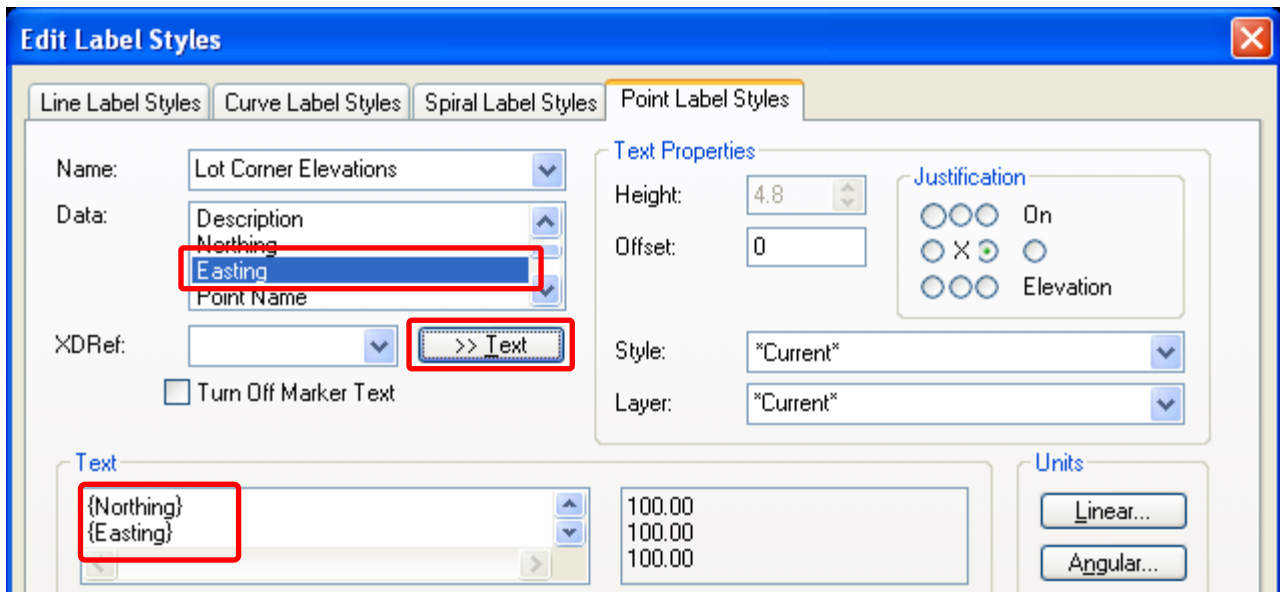 Edit Label Styles
Line Label Styles
Curve Label Styles
Spiral Label Styles
Point Label Styles
Name:
Lot Corner Elevations
Data:
Description
Northing
Easting
Point Name
XDRef:
>> Text
Turn Off Marker Text
Text Properties
Height:
4.8
Offset:
0
Justification
On
X
Elevation
Style:
*Current*
Layer:
*Current*
Text
{Northing}
{Easting}
100.00
100.00
100.00
Units
Linear...
Angular...